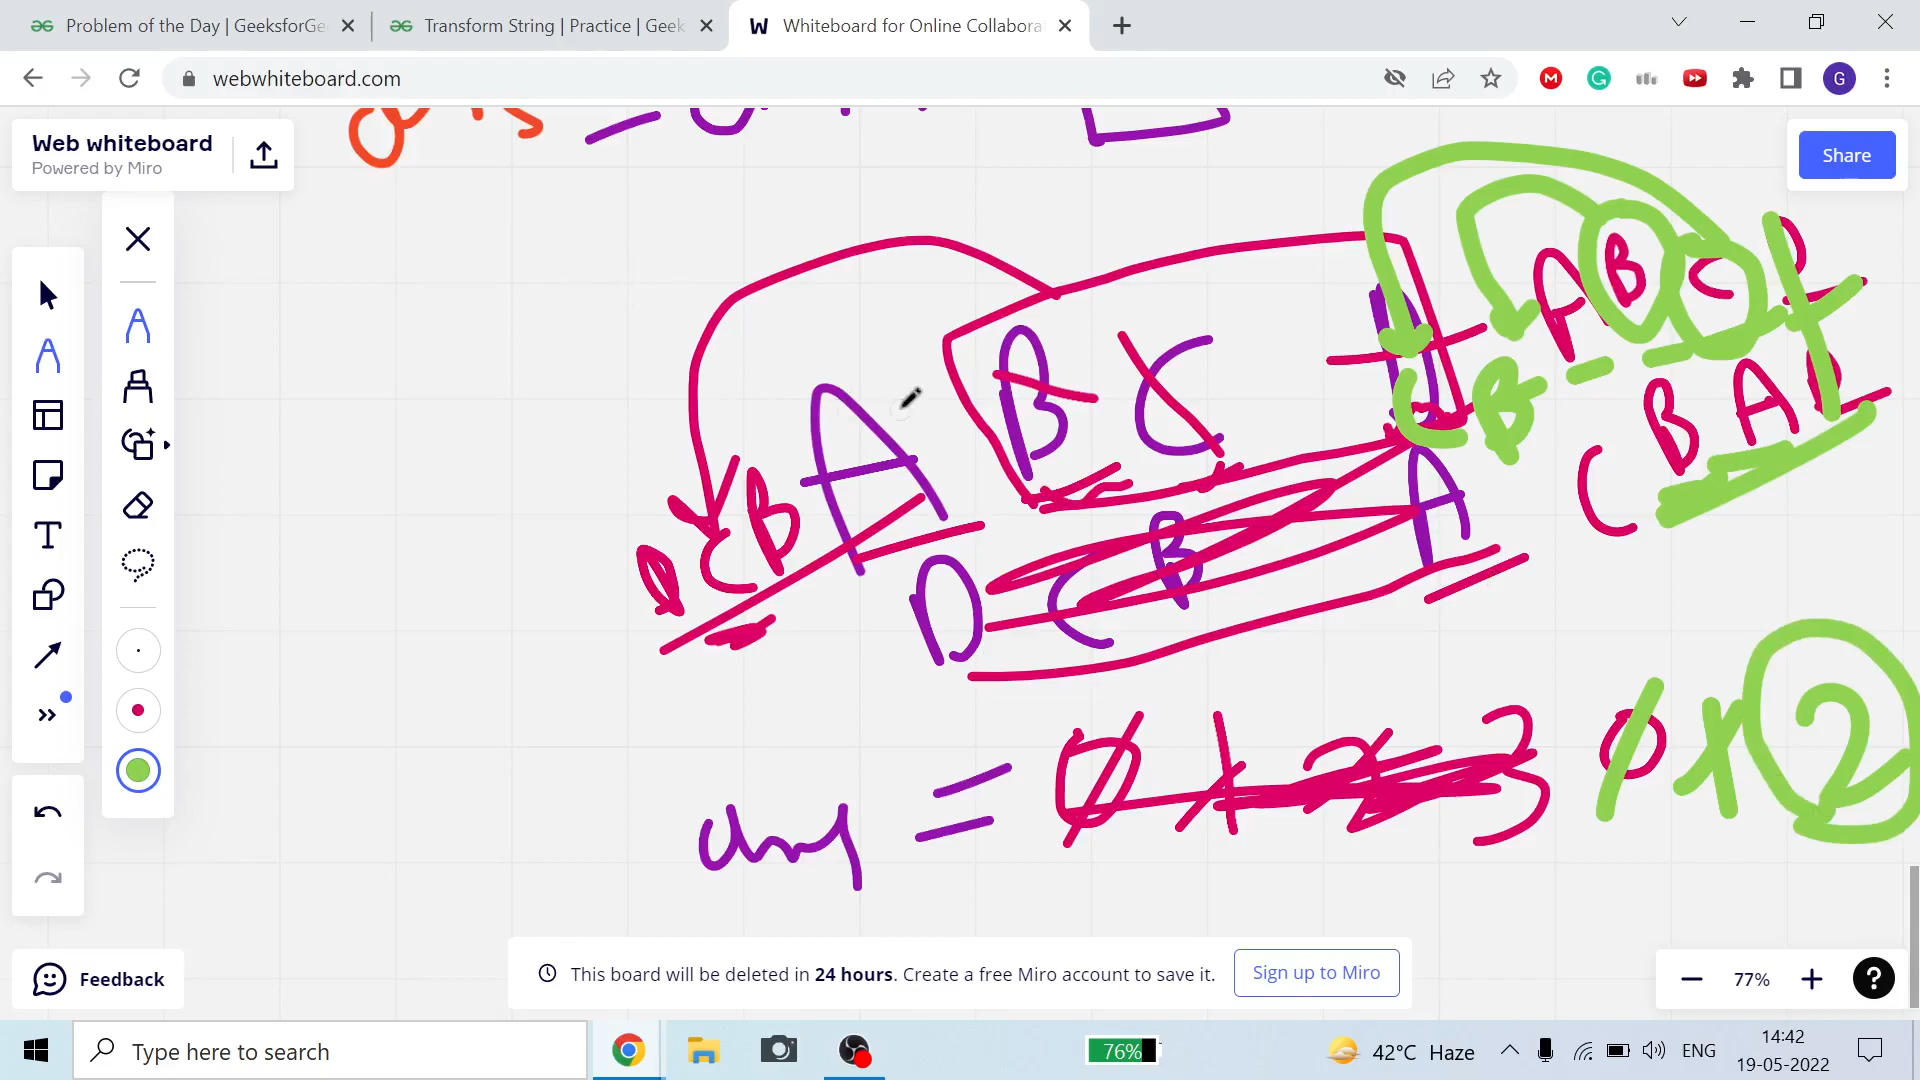 Problem of the Day | GeeksforGe
Transform String | Practice | Geek
Whiteboard for Online Collabora
webwhiteboard.com
G
Web whiteboard
Powered by Miro
Share
A B C D
A B C D
C B
C B A D
D C B
D C B A
ans = 0 1 2 3 0 1 2
Feedback
This board will be deleted in 24 hours. Create a free Miro account to save it.
Sign up to Miro
77%
?
Type here to search
76%
42°C Haze
ENG
14:42
19-05-2022